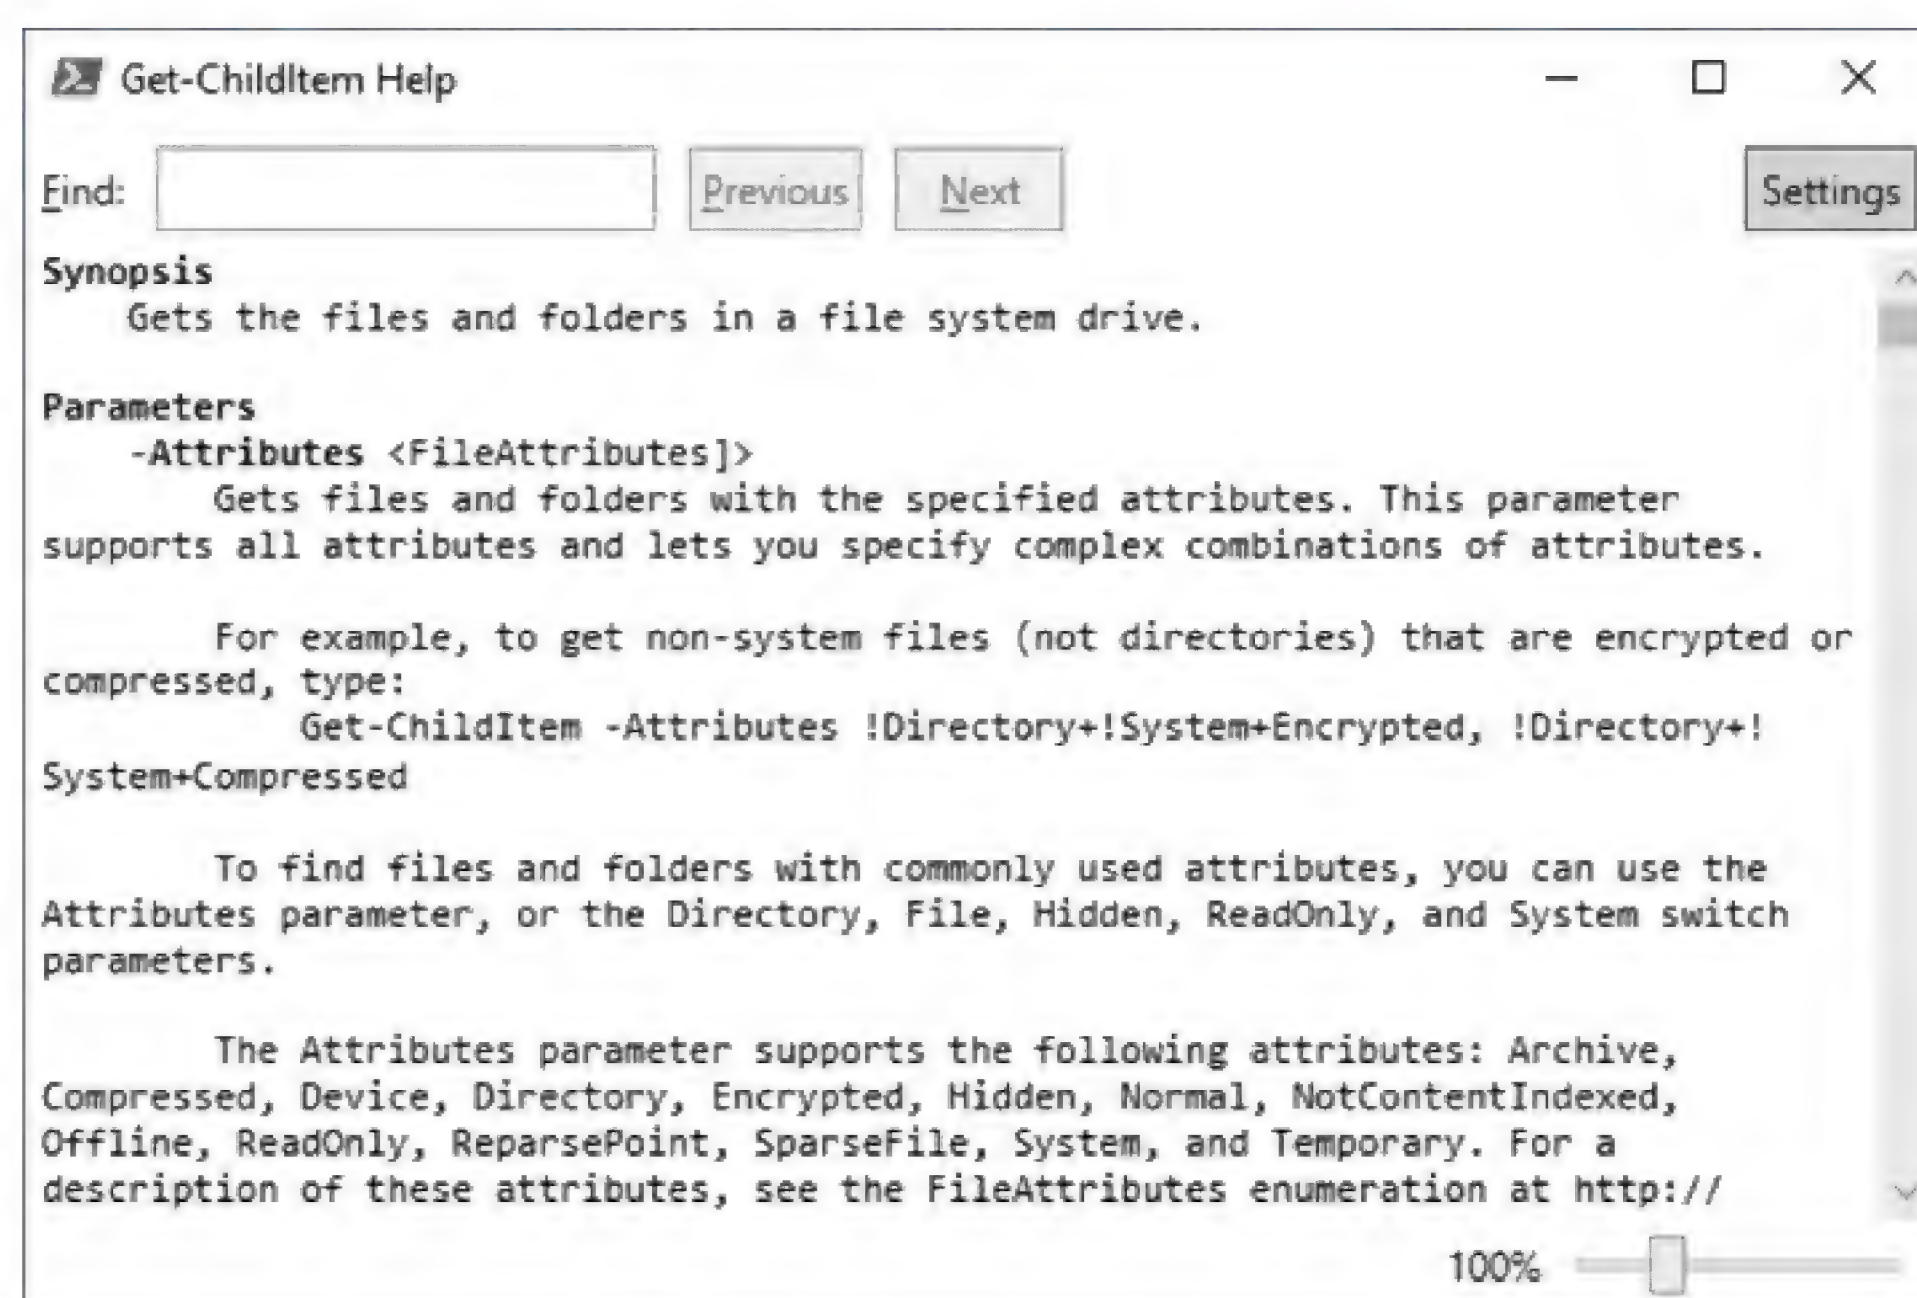 Get-ChildItem Help
Find: Previous Next Settings
Synopsis
Gets the files and folders in a file system drive.
Parameters
-Attributes <FileAttributes]>
Gets files and folders with the specified attributes. This parameter
supports all attributes and lets you specify complex combinations of attributes.
For example, to get non-system files (not directories) that are encrypted or
compressed, type:
Get-ChildItem -Attributes !Directory+!System+Encrypted, !Directory+!
System+Compressed
To find files and folders with commonly used attributes, you can use the
Attributes parameter, or the Directory, File, Hidden, ReadOnly, and System switch
parameters.
The Attributes parameter supports the following attributes: Archive,
Compressed, Device, Directory, Encrypted, Hidden, Normal, NotContentIndexed,
Offline, ReadOnly, ReparsePoint, SparseFile, System, and Temporary. For a
description of these attributes, see the FileAttributes enumeration at http://
100%